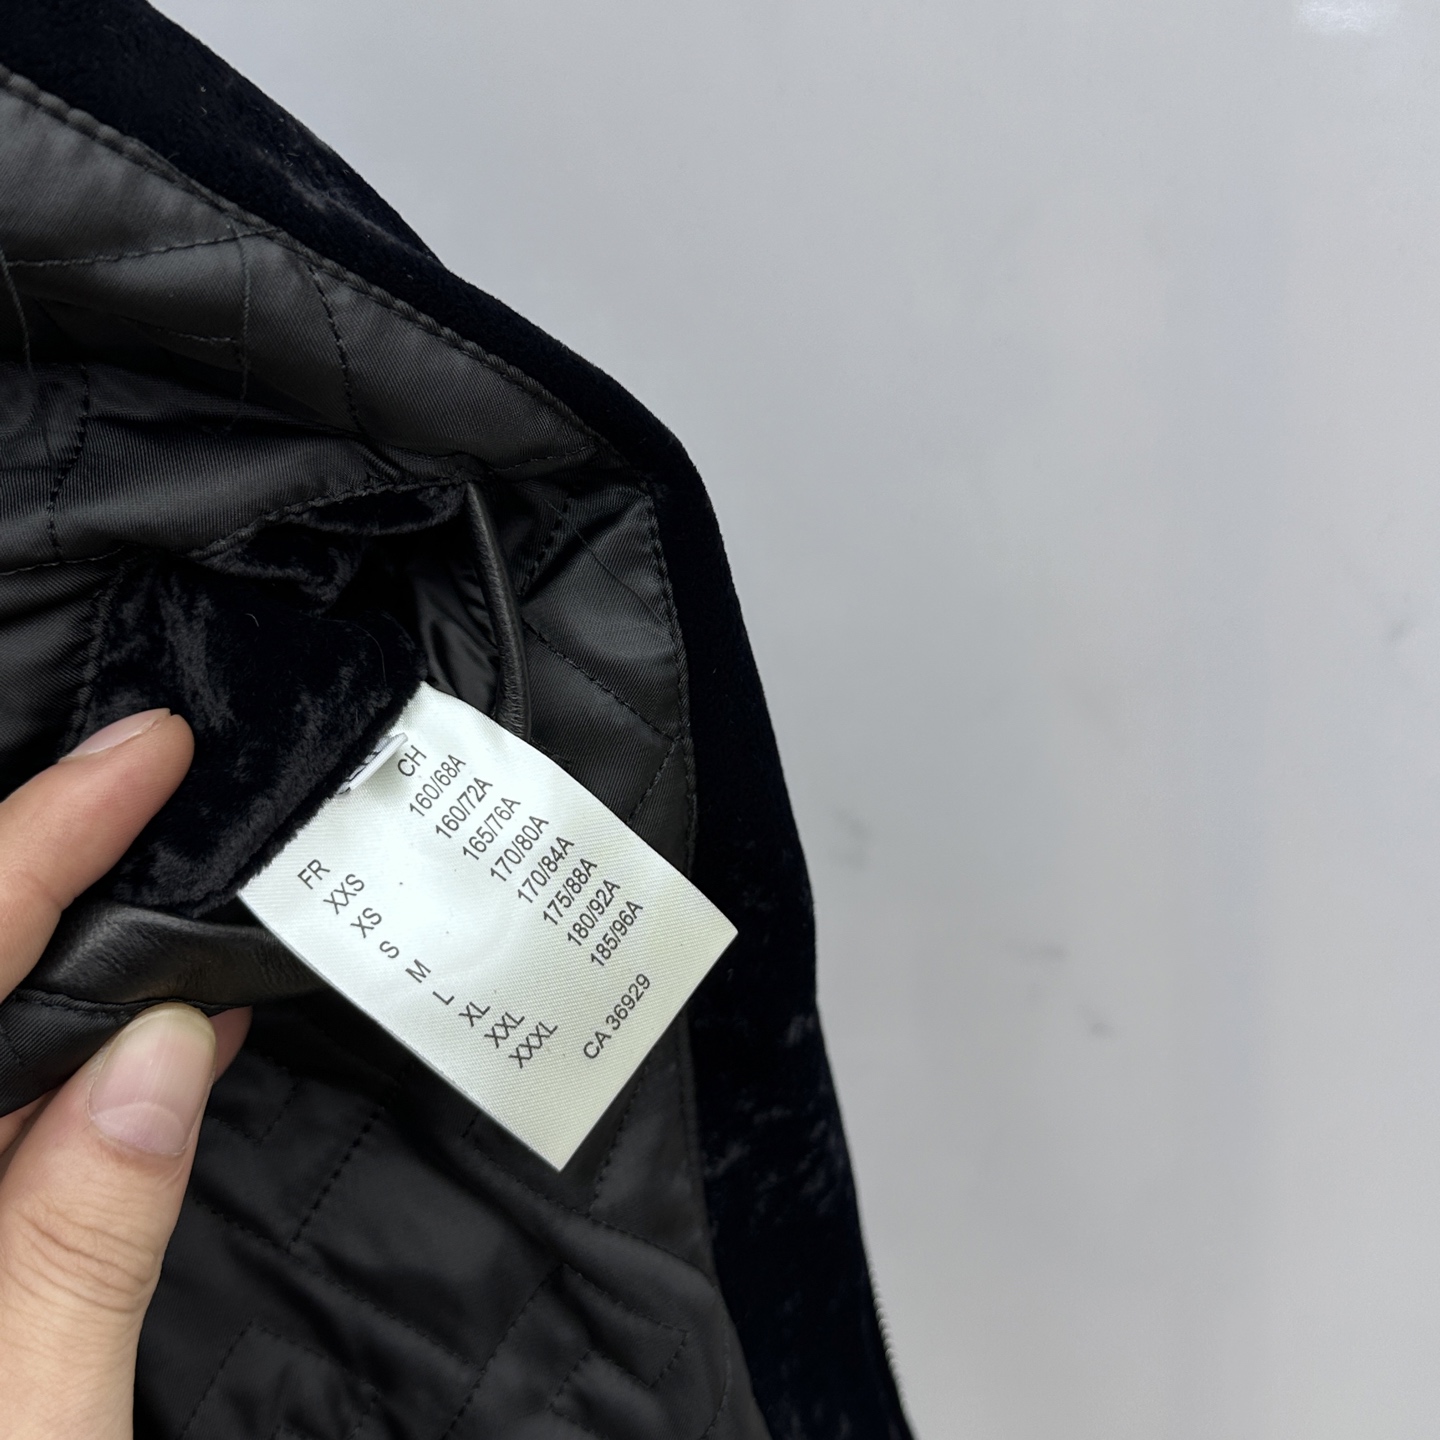 FR CH
XXS 160/68A
XS 160/72A
S 165/76A
M 170/80A
L 170/84A
XL 175/88A
XXL 180/92A
XXXL 185/96A
CA 36929